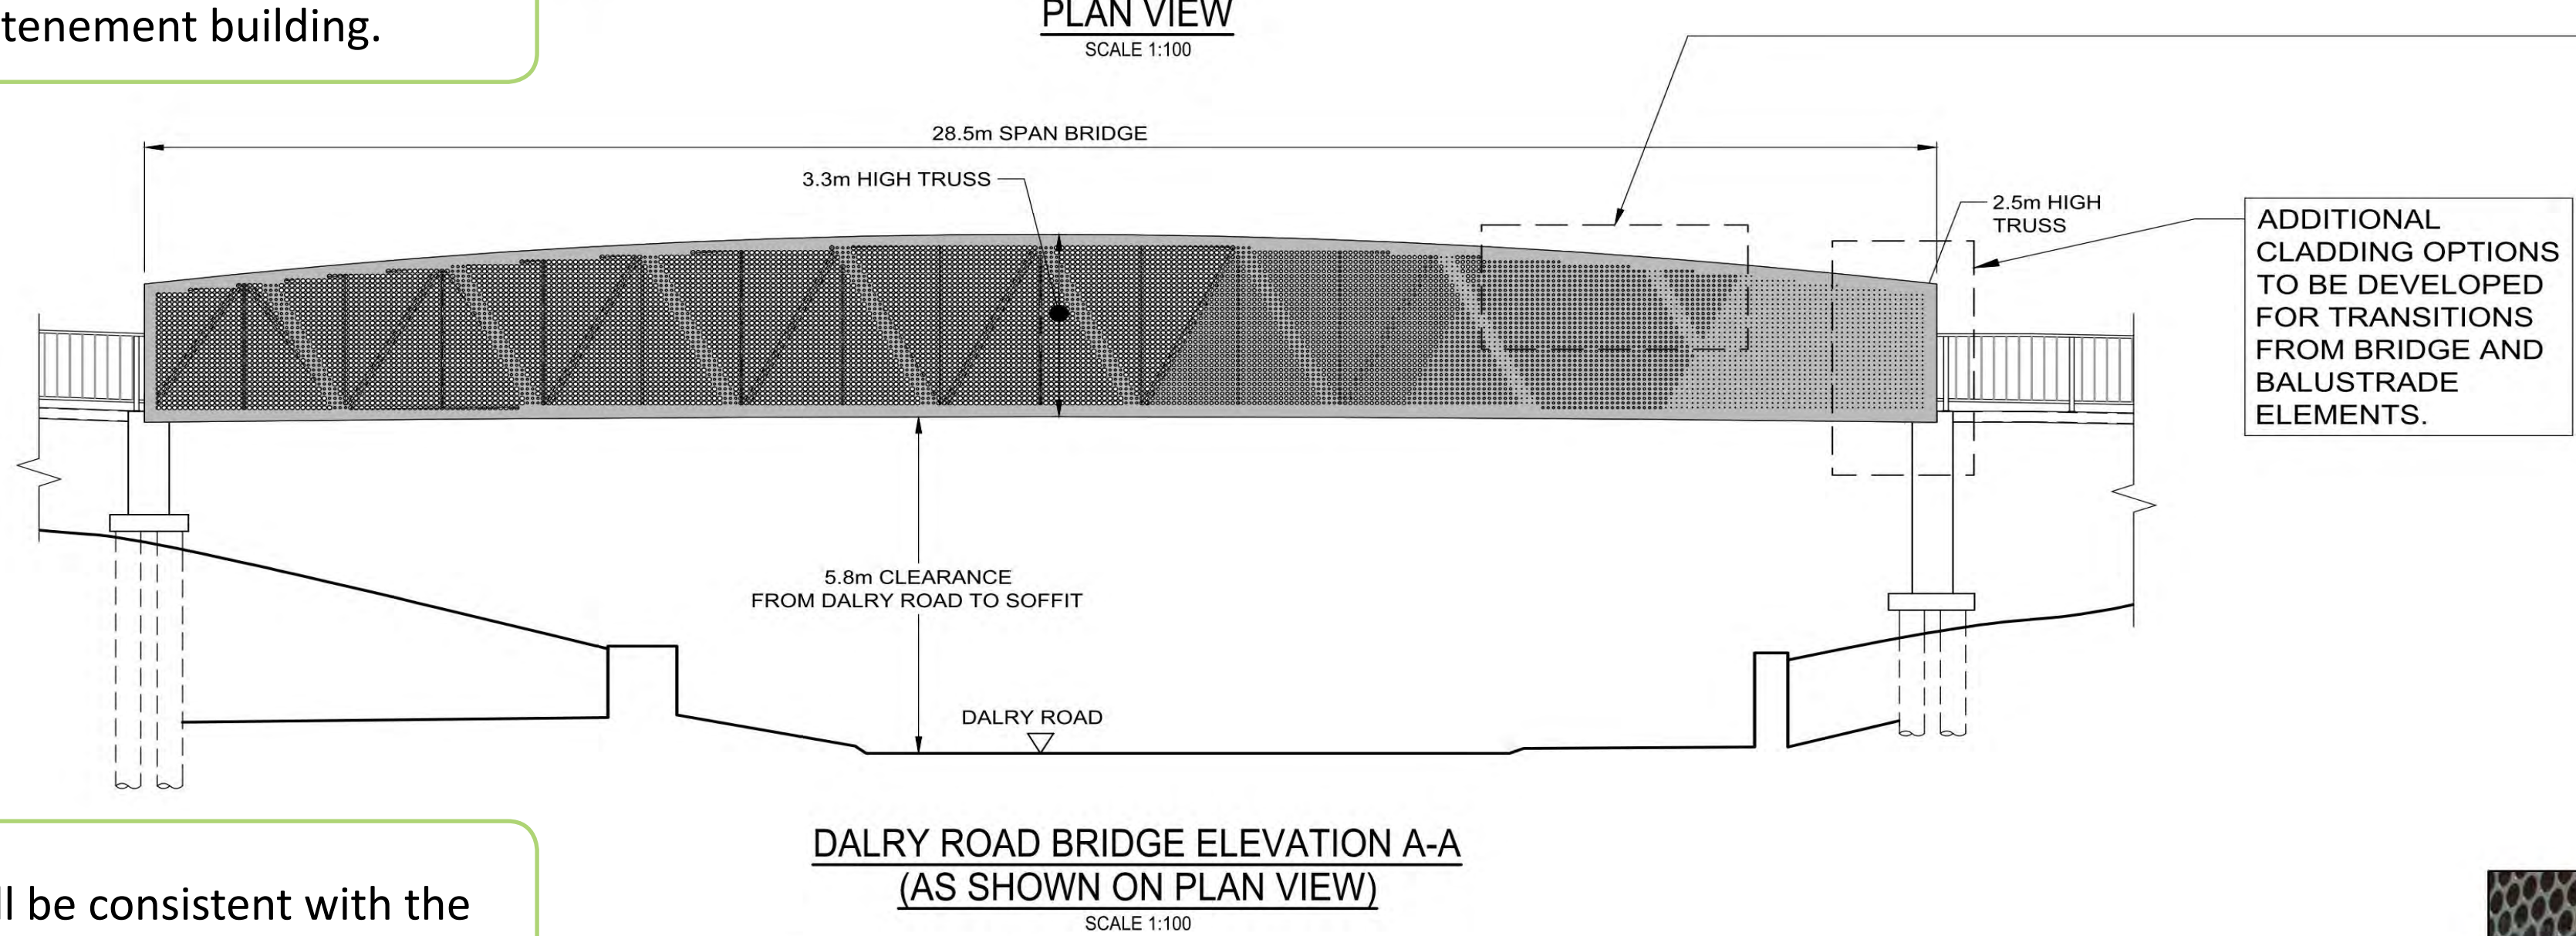 tenement building.
PLAN VIEW
SCALE 1:100
28.5m SPAN BRIDGE
3.3m HIGH TRUSS
2.5m HIGH
TRUSS
ADDITIONAL
CLADDING OPTIONS
TO BE DEVELOPED
FOR TRANSITIONS
FROM BRIDGE AND
BALUSTRADE
ELEMENTS.
5.8m CLEARANCE
FROM DALRY ROAD TO SOFFIT
DALRY ROAD
DALRY ROAD BRIDGE ELEVATION A-A
(AS SHOWN ON PLAN VIEW)
SCALE 1:100
be consistent with the